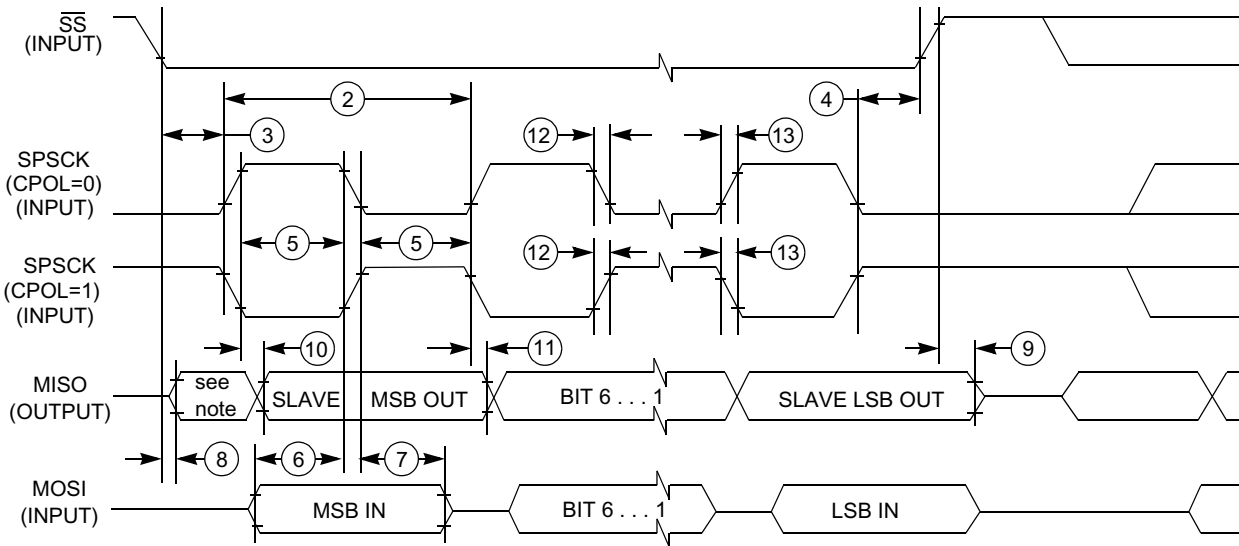 SS
(INPUT)
2
4
3
12
13
SPSCK
(CPOL=0)
(INPUT)
5
5
SPSCK
(CPOL=1)
(INPUT)
12
13
10
11
9
MISO
(OUTPUT)
see
note
SLAVE
MSB OUT
BIT 6 . . . 1
SLAVE LSB OUT
8
6
7
MOSI
(INPUT)
MSB IN
BIT 6 . . . 1
LSB IN